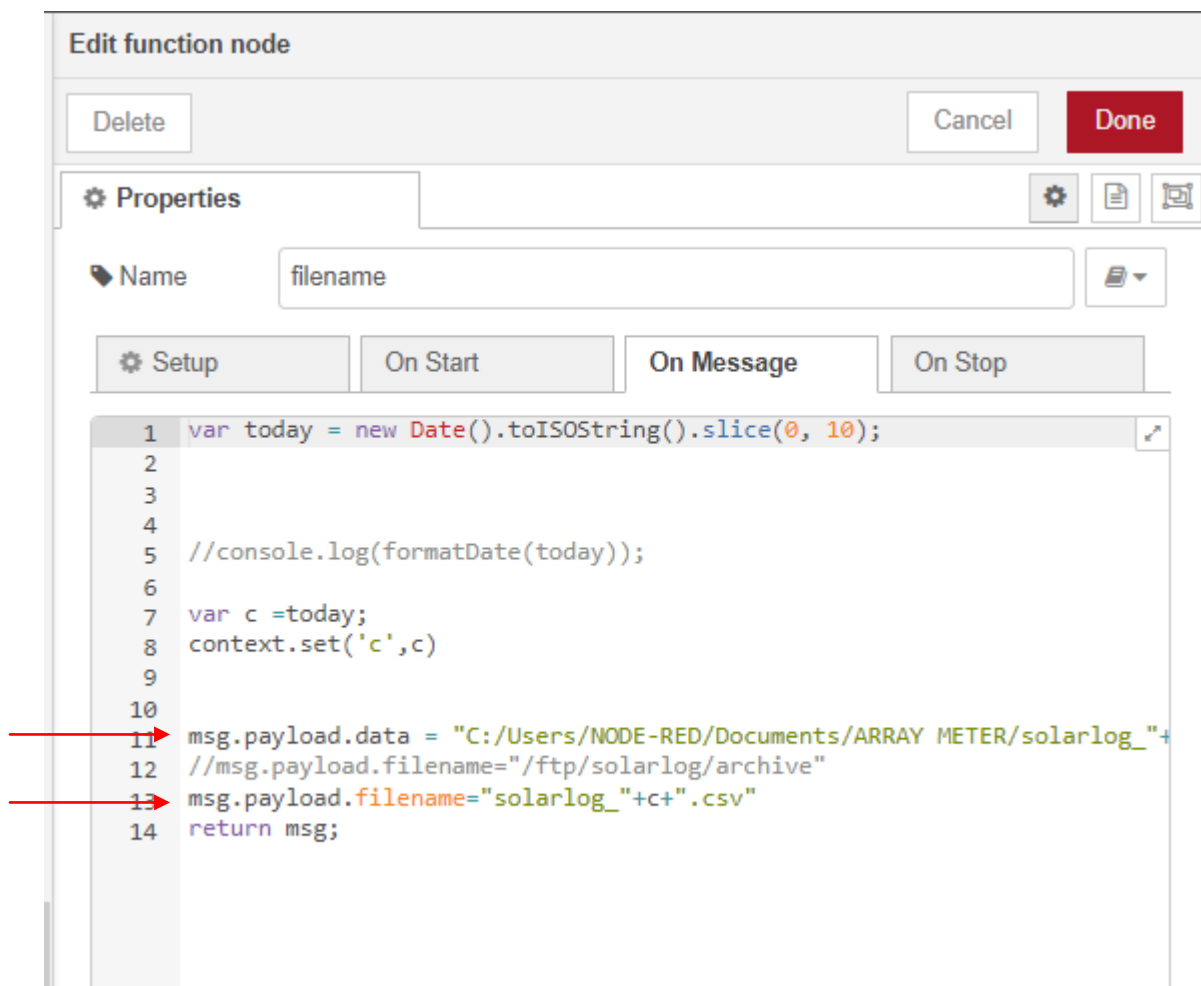 Edit function node
Delete
Cancel
Done
Properties
Name
filename
Setup
On Start
On Message
On Stop
1 var today = new Date().toISOString().slice(0, 10);
2
3
4
5 //console.log(formatDate(today));
6
7 var c =today;
8 context.set('c',c)
9
10
11 msg.payload.data = "C:/Users/NODE-RED/Documents/ARRAY METER/solarlog_"+
12 //msg.payload.filename="/ftp/solarlog/archive"
13 msg.payload.filename="solarlog_"+c+".csv"
14 return msg;